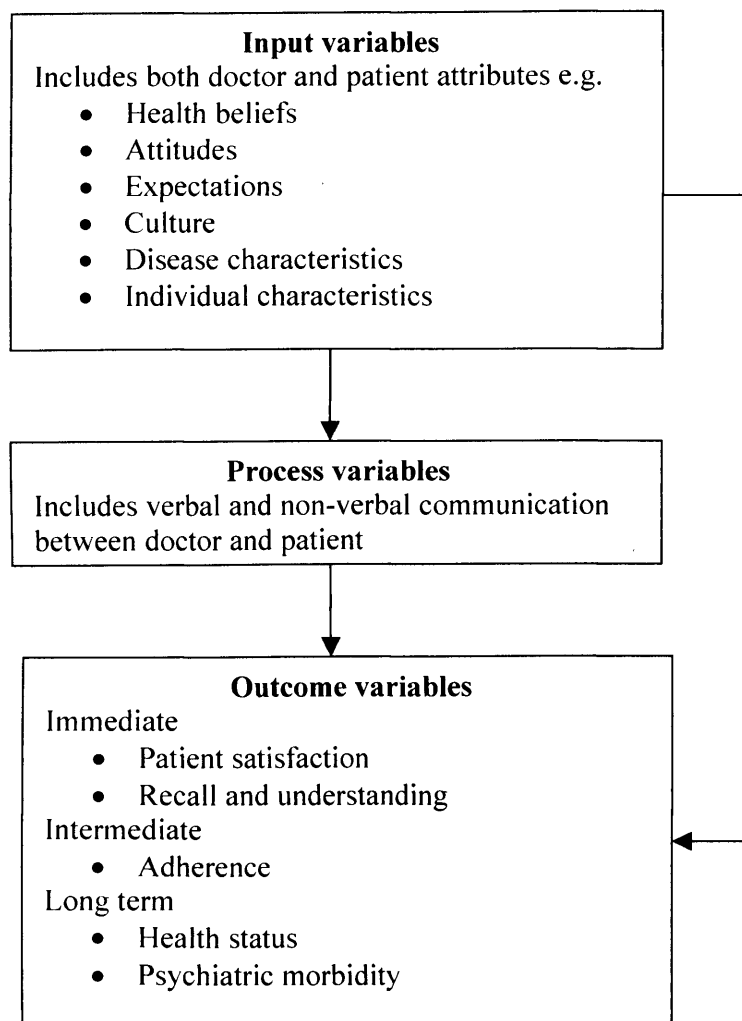 Input variables
Includes both doctor and patient attributes e.g.
• Health beliefs
• Attitudes
• Expectations
• Culture
• Disease characteristics
• Individual characteristics
Process variables
Includes verbal and non-verbal communication
between doctor and patient
Outcome variables
Immediate
• Patient satisfaction
• Recall and understanding
Intermediate
• Adherence
Long term
• Health status
• Psychiatric morbidity